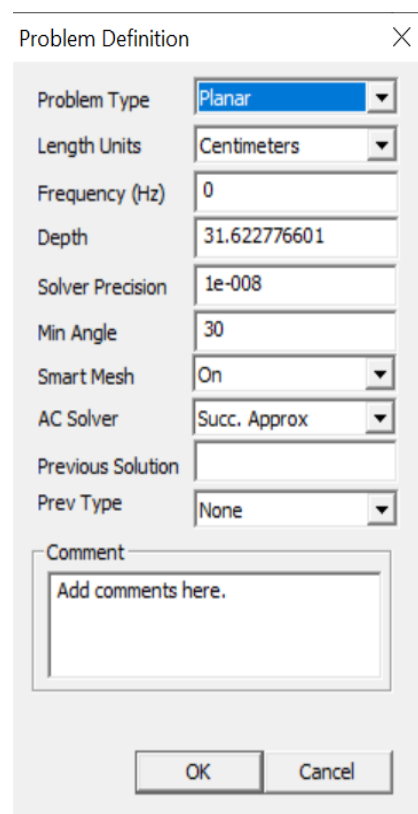 Problem Definition
Problem Type Planar
Length Units Centimeters
Frequency (Hz) 0
Depth 31.622776601
Solver Precision 1e-008
Min Angle 30
Smart Mesh On
AC Solver Succ. Approx
Previous Solution
Prev Type None
Comment
Add comments here.
OK Cancel